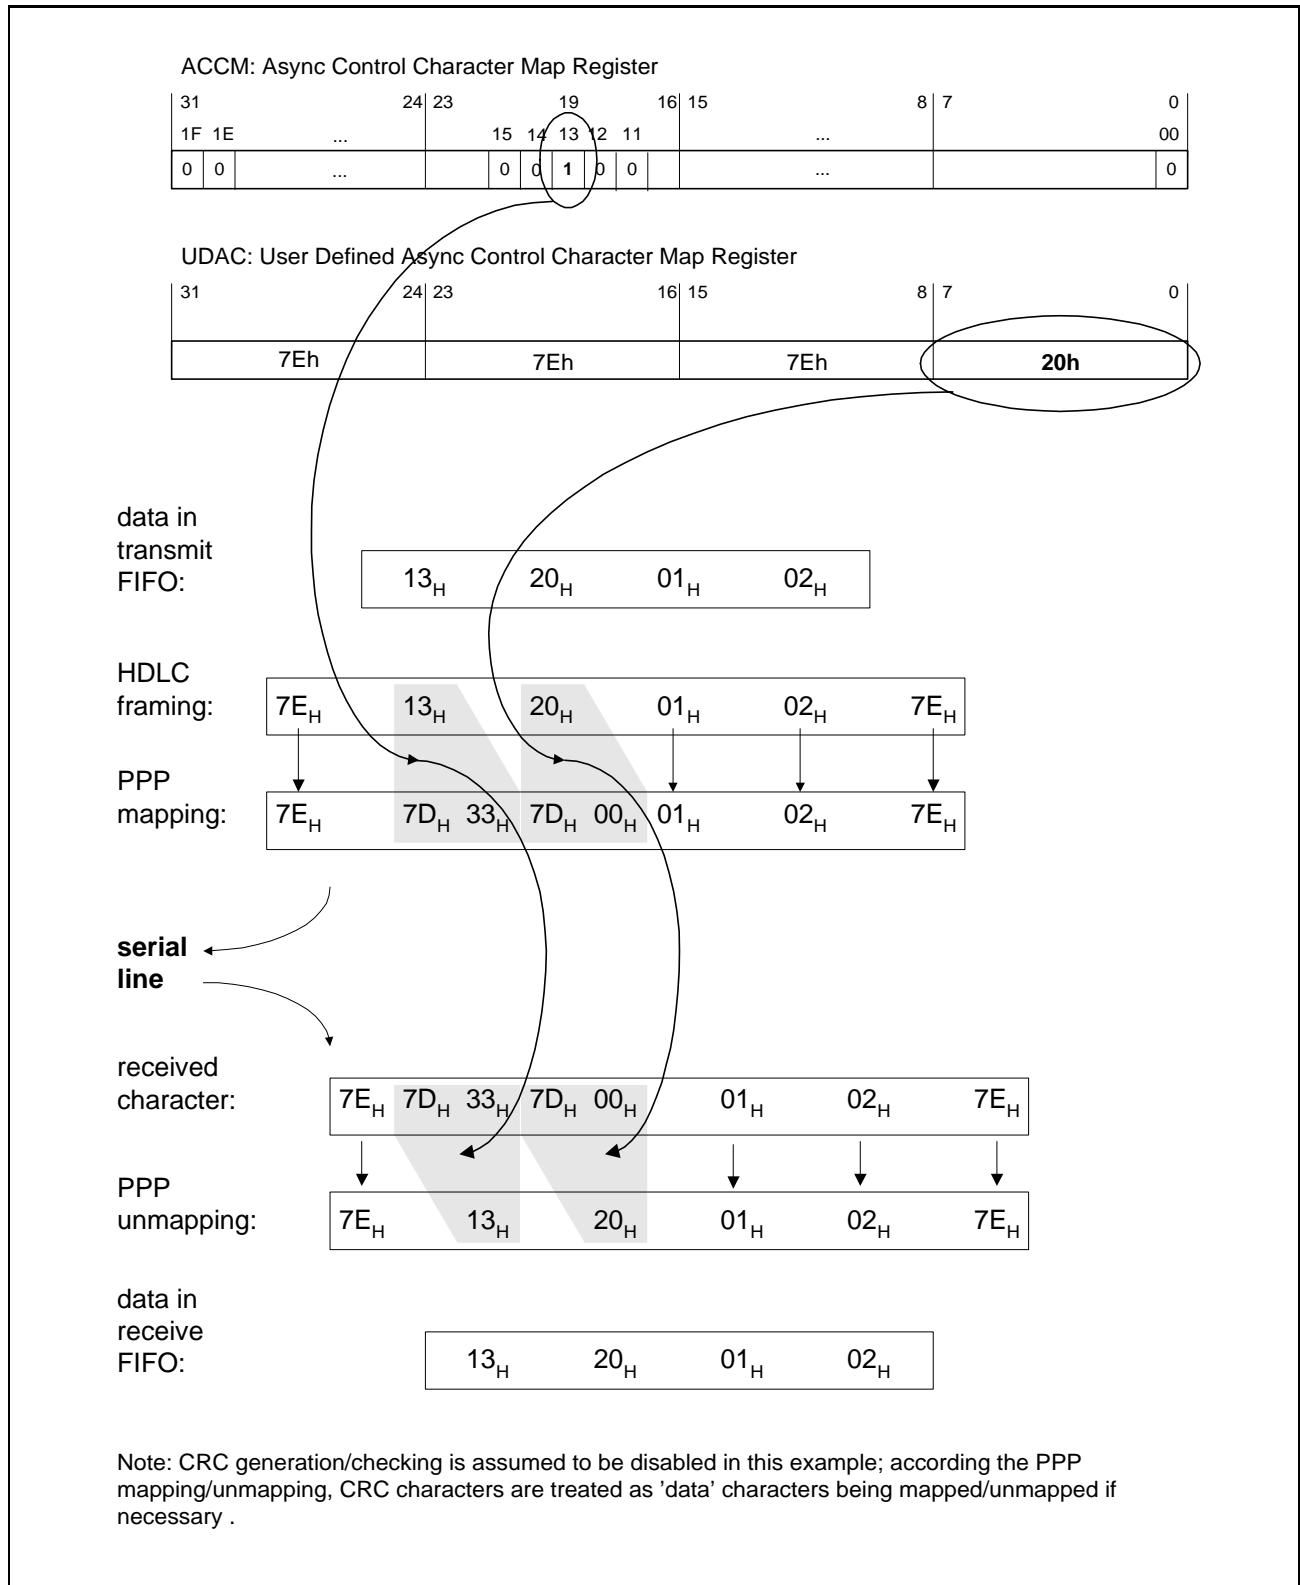 ACCM: Async Control Character Map Register
31 24 23 19 16 15 8 7 0
1F 1E ... 15 14 13 12 11 ... 00
0 0 ... 0 0 1 0 0 ... 0
UDAC: User Defined Async Control Character Map Register
31 24 23 16 15 8 7 0
7Eh 7Eh 7Eh 20h
data in
transmit
FIFO:
13H 20H 01H 02H
HDLC
framing:
7EH 13H 20H 01H 02H 7EH
PPP
mapping:
7EH 7DH 33H 7DH 00H 01H 02H 7EH
serial
line
received
character:
7EH 7DH 33H 7DH 00H 01H 02H 7EH
PPP
unmapping:
7EH 13H 20H 01H 02H 7EH
data in
receive
FIFO:
13H 20H 01H 02H
Note: CRC generation/checking is assumed to be disabled in this example; according the PPP
mapping/unmapping, CRC characters are treated as ’data’ characters being mapped/unmapped if
necessary .